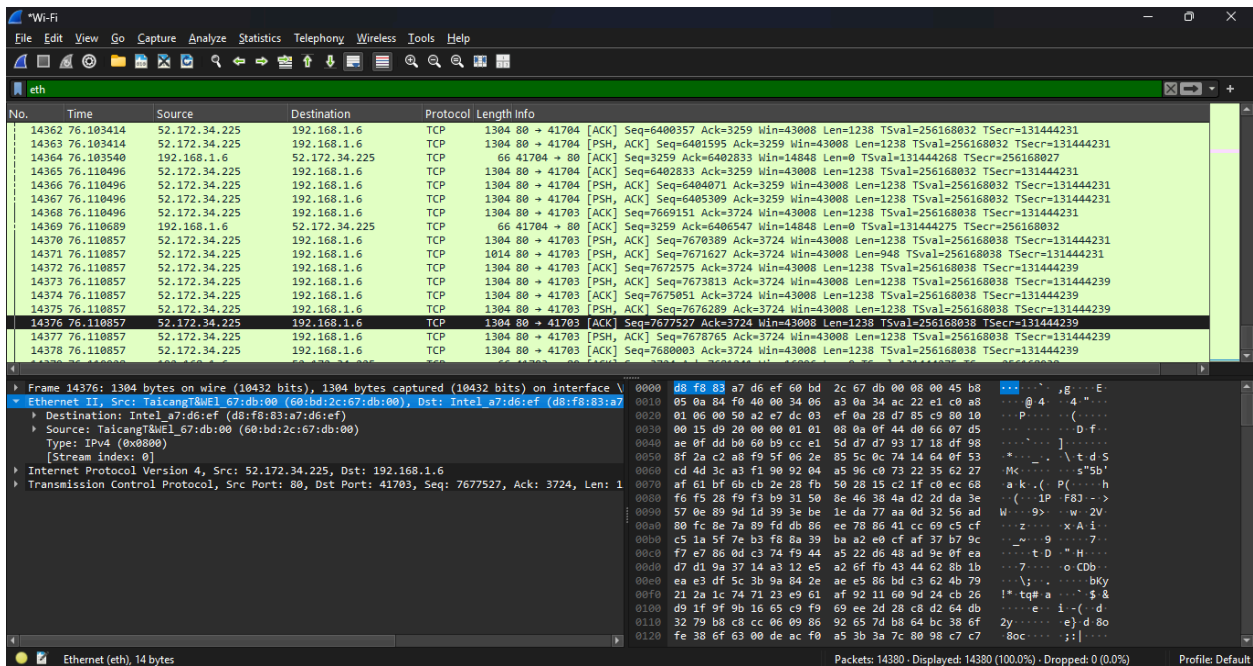 *Wi-Fi
File Edit View Go Capture Analyze Statistics Telephony Wireless Tools Help
eth
No. Time Source Destination Protocol Length Info
14362 76.103414 52.172.34.225 192.168.1.6 TCP 1304 80 → 41704 [ACK] Seq=6400357 Ack=3259 Win=43008 Len=1238 TSval=256168032 TSecr=131444231
14363 76.103414 52.172.34.225 192.168.1.6 TCP 1304 80 → 41704 [PSH, ACK] Seq=6401595 Ack=3259 Win=43008 Len=1238 TSval=256168032 TSecr=131444231
14364 76.103540 192.168.1.6 52.172.34.225 TCP 66 41704 → 80 [ACK] Seq=3259 Ack=6402833 Win=14848 Len=0 TSval=131444268 TSecr=256168027
14365 76.110496 52.172.34.225 192.168.1.6 TCP 1304 80 → 41704 [ACK] Seq=6402833 Ack=3259 Win=43008 Len=1238 TSval=256168032 TSecr=131444231
14366 76.110496 52.172.34.225 192.168.1.6 TCP 1304 80 → 41704 [PSH, ACK] Seq=6404071 Ack=3259 Win=43008 Len=1238 TSval=256168032 TSecr=131444231
14367 76.110496 52.172.34.225 192.168.1.6 TCP 1304 80 → 41704 [PSH, ACK] Seq=6405309 Ack=3259 Win=43008 Len=1238 TSval=256168032 TSecr=131444231
14368 76.110496 52.172.34.225 192.168.1.6 TCP 1304 80 → 41703 [ACK] Seq=7669151 Ack=3724 Win=43008 Len=1238 TSval=256168038 TSecr=131444231
14369 76.110689 192.168.1.6 52.172.34.225 TCP 66 41704 → 80 [ACK] Seq=3259 Ack=6406547 Win=14848 Len=0 TSval=131444275 TSecr=256168032
14370 76.110857 52.172.34.225 192.168.1.6 TCP 1304 80 → 41703 [PSH, ACK] Seq=7670389 Ack=3724 Win=43008 Len=1238 TSval=256168038 TSecr=131444231
14371 76.110857 52.172.34.225 192.168.1.6 TCP 1014 80 → 41703 [PSH, ACK] Seq=7671627 Ack=3724 Win=43008 Len=948 TSval=256168038 TSecr=131444231
14372 76.110857 52.172.34.225 192.168.1.6 TCP 1304 80 → 41703 [ACK] Seq=7672575 Ack=3724 Win=43008 Len=1238 TSval=256168038 TSecr=131444239
14373 76.110857 52.172.34.225 192.168.1.6 TCP 1304 80 → 41703 [PSH, ACK] Seq=7673813 Ack=3724 Win=43008 Len=1238 TSval=256168038 TSecr=131444239
14374 76.110857 52.172.34.225 192.168.1.6 TCP 1304 80 → 41703 [ACK] Seq=7675051 Ack=3724 Win=43008 Len=1238 TSval=256168038 TSecr=131444239
14375 76.110857 52.172.34.225 192.168.1.6 TCP 1304 80 → 41703 [PSH, ACK] Seq=7676289 Ack=3724 Win=43008 Len=1238 TSval=256168038 TSecr=131444239
14376 76.110857 52.172.34.225 192.168.1.6 TCP 1304 80 → 41703 [ACK] Seq=7677527 Ack=3724 Win=43008 Len=1238 TSval=256168038 TSecr=131444239
14377 76.110857 52.172.34.225 192.168.1.6 TCP 1304 80 → 41703 [PSH, ACK] Seq=7678765 Ack=3724 Win=43008 Len=1238 TSval=256168038 TSecr=131444239
14378 76.110857 52.172.34.225 192.168.1.6 TCP 1304 80 → 41703 [ACK] Seq=7680003 Ack=3724 Win=43008 Len=1238 TSval=256168038 TSecr=131444239
Frame 14376: 1304 bytes on wire (10432 bits), 1304 bytes captured (10432 bits) on interface \
Ethernet II, Src: TaicangT&WEl_67:db:00 (60:bd:2c:67:db:00), Dst: Intel_a7:d6:ef (d8:f8:83:a7
Destination: Intel_a7:d6:ef (d8:f8:83:a7:d6:ef)
Source: TaicangT&WEl_67:db:00 (60:bd:2c:67:db:00)
Type: IPv4 (0x0800)
[Stream index: 0]
Internet Protocol Version 4, Src: 52.172.34.225, Dst: 192.168.1.6
Transmission Control Protocol, Src Port: 80, Dst Port: 41703, Seq: 7677527, Ack: 3724, Len: 1
0000 d8 f8 83 a7 d6 ef 60 bd 2c 67 db 00 08 00 45 b8
0010 05 0a 84 f0 40 00 34 06 a3 0a 34 ac 22 e1 c0 a8
0020 01 06 00 50 a2 e7 dc 03 ef 0a 28 d7 85 c9 80 10
0030 00 15 d9 20 00 00 01 01 08 0a 0f 44 d0 66 07 d5
0040 ae 0f dd b0 60 b9 cc e1 5d d7 d7 93 17 18 df 98
0050 8f 2a c2 a8 f9 5f 06 2e 85 5c 0c 74 14 64 0f 53
0060 cd 4d 3c a3 f1 90 92 04 a5 96 c0 73 22 35 62 27
0070 af 61 bf 6b cb 2e 28 fb 50 28 15 c2 1f c0 ec 68
0080 f6 f5 28 f9 f3 b9 31 50 8e 46 38 4a d2 2d da 3e
0090 57 0e 89 9d 1d 39 3e be 1e da 77 aa 0d 32 56 ad
00a0 80 fc 8e 7a 89 fd db 86 ee 78 86 41 cc 69 c5 cf
00b0 c5 1a 5f 7e b3 f8 8a 39 ba a2 e0 cf af 37 b7 9c
00c0 f7 e7 86 0d c3 74 f9 44 a5 22 d6 48 ad 9e 0f ea
00d0 d7 d1 9a 37 14 a3 12 e5 a2 6f fb 43 44 62 8b 1b
00e0 ea e3 df 5c 3b 9a 84 2e ae e5 86 bd c3 62 4b 79
00f0 21 2a 1c 74 71 23 e9 61 af 92 11 60 9d 24 cb 26
0100 d9 1f 9f 9b 16 65 c9 f9 69 ee 2d 28 c8 d2 64 db
0110 32 79 b8 c8 cc 06 09 86 92 65 7d b8 64 bc 38 6f
0120 fe 38 6f 63 00 de ac f0 a5 3b 3a 7c 80 98 c7 c7
Ethernet (eth), 14 bytes
Packets: 14380 · Displayed: 14380 (100.0%) · Dropped: 0 (0.0%)
Profile: Default